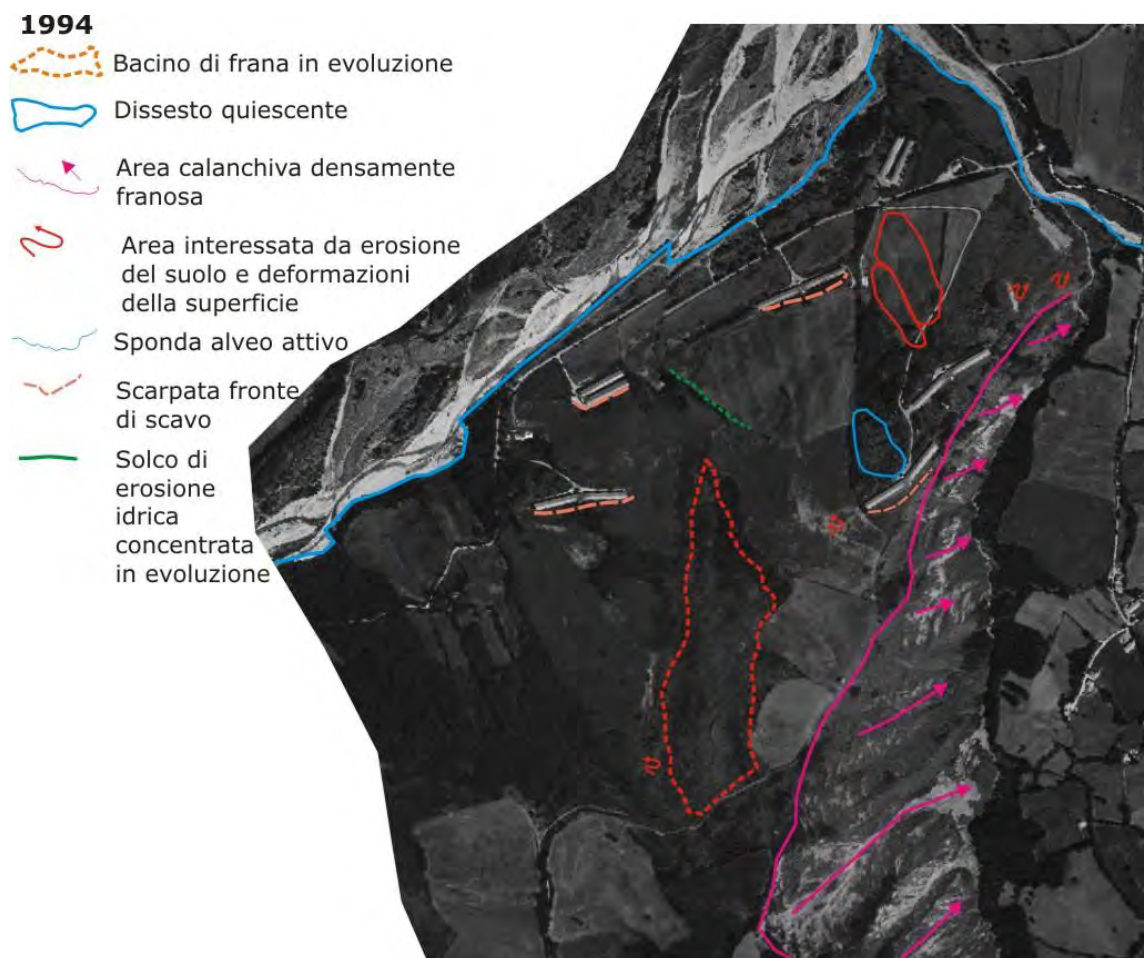 1994
Bacino di frana in evoluzione
Dissesto quiescente
Area calanchiva densamente
franosa
Area interessata da erosione
del suolo e deformazioni
della superficie
Sponda alveo attivo
Scarpata fronte
di scavo
Solco di
erosione
idrica
concentrata
in evoluzione